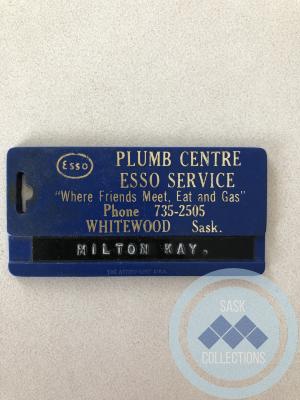 Esso
PLUMB CENTRE
ESSO SERVICE
"Where Friends Meet, Eat and Gas"
Phone 735-2505
WHITEWOOD Sask.
MILTON KAY.
SASK
COLLECTIONS